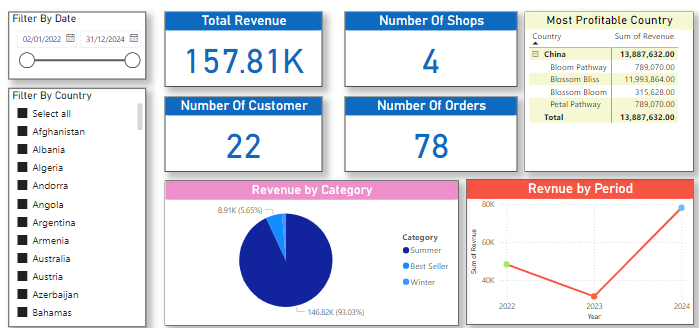 Filter By Date
02/01/2022
31/12/2024
Filter By Country
Select all
Afghanistan
Albania
Algeria
Andorra
Angola
Argentina
Armenia
Australia
Austria
Azerbaijan
Bahamas
Total Revenue
157.81K
Number Of Shops
4
Number Of Customer
22
Number Of Orders
78
Most Profitable Country
Country Sum of Revenue
China 13,887,632.00
Bloom Pathway 789,070.00
Blossom Bliss 11,993,864.00
Blossom Bloom 315,628.00
Petal Pathway 789,070.00
Total 13,887,632.00
Revenue by Category
8.91K (5.65%)
146.82K (93.03%)
Category
Summer
Best Seller
Winter
Revnue by Period
80K
60K
40K
Sum of Revnue
2022 2023 2024
Year